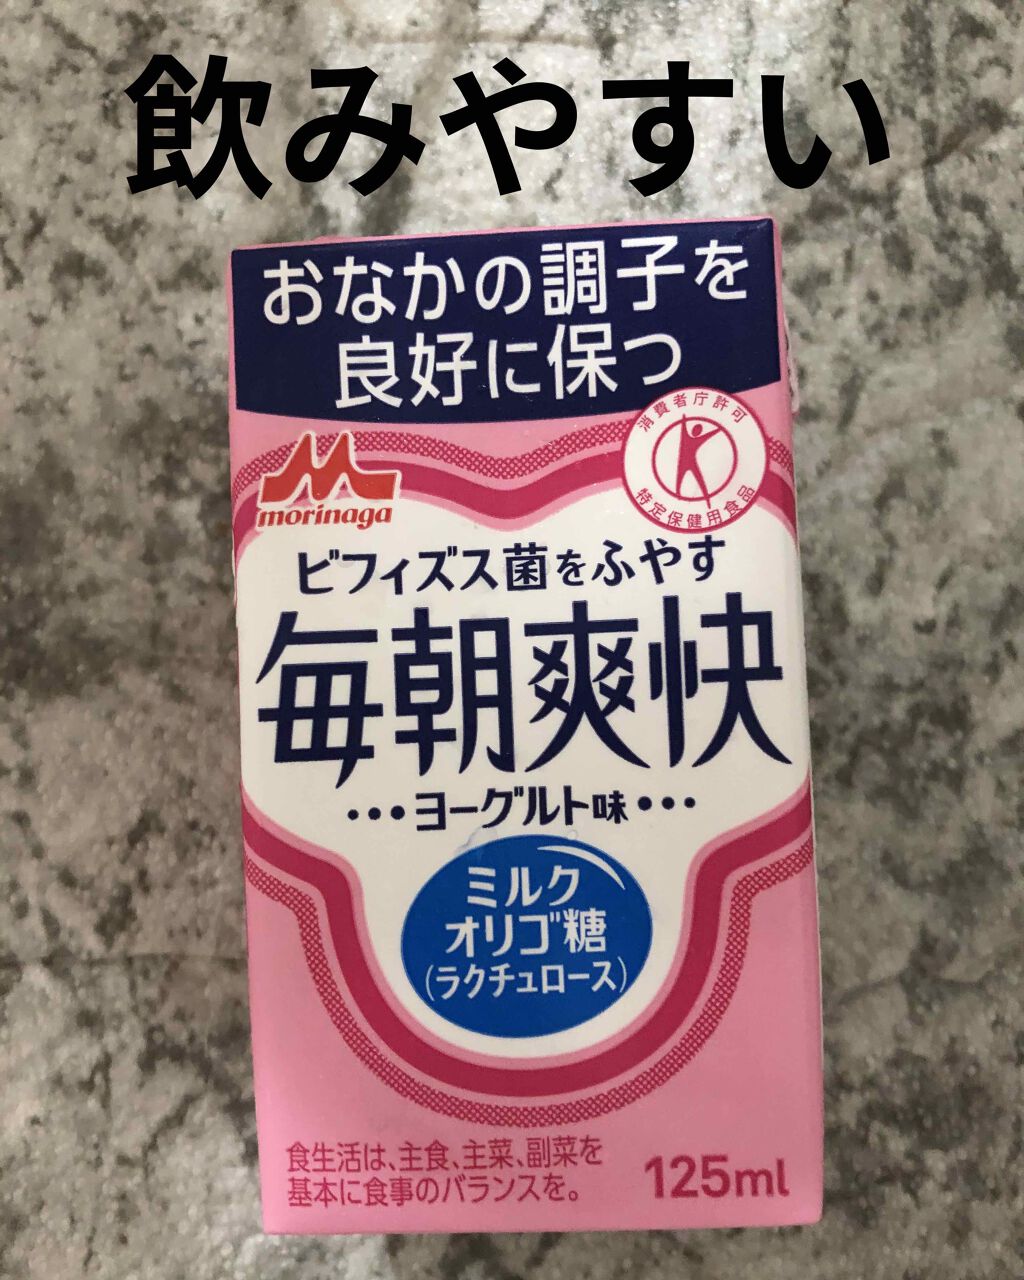 飲みやすい
おなかの調子を
良好に保つ
消費者庁許可
特定保健用食品
morinaga
ビフィズス菌をふやす
毎朝爽快
•••ヨーグルト味•••
ミルク
オリゴ糖
(ラクチュロース)
食生活は、主食、主菜、副菜を
基本に食事のバランスを。
125ml